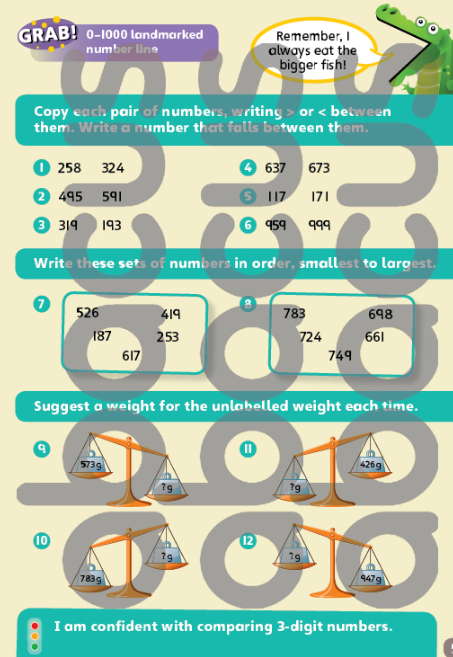 GRAB!
0–1000 landmarked
number line
Remember, I
always eat the
bigger fish!
Copy each pair of numbers, writing > or < between
them. Write a number that falls between them.
1 258 324
4 637 673
2 495 591
5 117 171
3 319 193
6 959 999
Write these sets of numbers in order, smallest to largest.
7
526 419
187 253
617
8
783 698
724 661
749
Suggest a weight for the unlabelled weight each time.
9
573g
?g
11
?g
426g
10
783g
?g
12
?g
947g
I am confident with comparing 3-digit numbers.